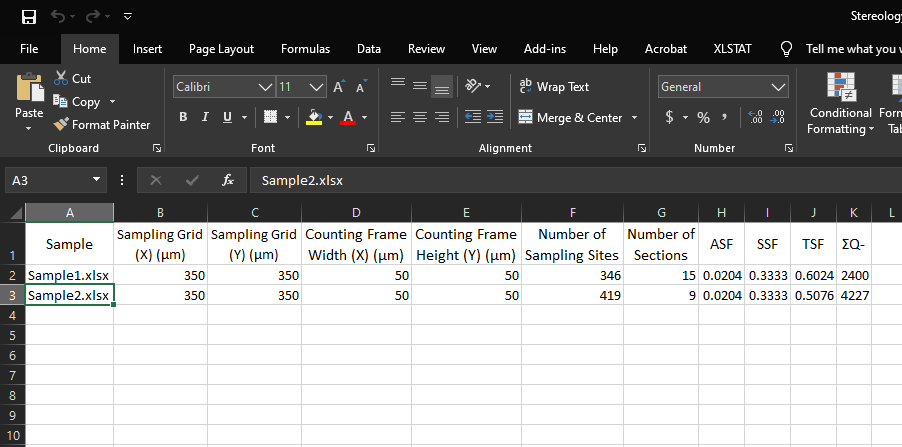 Stereology
File Home Insert Page Layout Formulas Data Review View Add-ins Help Acrobat XLSTAT Tell me what you
Cut
Copy
Format Painter
Paste
Calibri 11 A A
B I U A
ab Wrap Text
Merge & Center
General
$ % , .00
Conditional
Formatting
Clipboard Font Alignment Number
A3 fx Sample2.xlsx
A B C D E F G H I J K L
1 Sample Sampling Grid (X) (µm) Sampling Grid (Y) (µm) Counting Frame Width (X) (µm) Counting Frame Height (Y) (µm) Number of Sampling Sites Number of Sections ASF SSF TSF ΣQ-
2 Sample1.xlsx 350 350 50 50 346 15 0.0204 0.3333 0.6024 2400
3 Sample2.xlsx 350 350 50 50 419 9 0.0204 0.3333 0.5076 4227
4
5
6
7
8
9
10